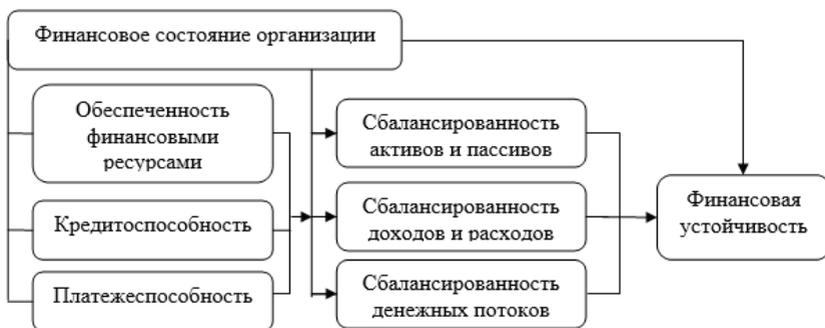 Финансовое состояние организации
Обеспеченность
финансовыми
ресурсами
Кредитоспособность
Платежеспособность
Сбалансированность
активов и пассивов
Сбалансированность
доходов и расходов
Сбалансированность
денежных потоков
Финансовая
устойчивость